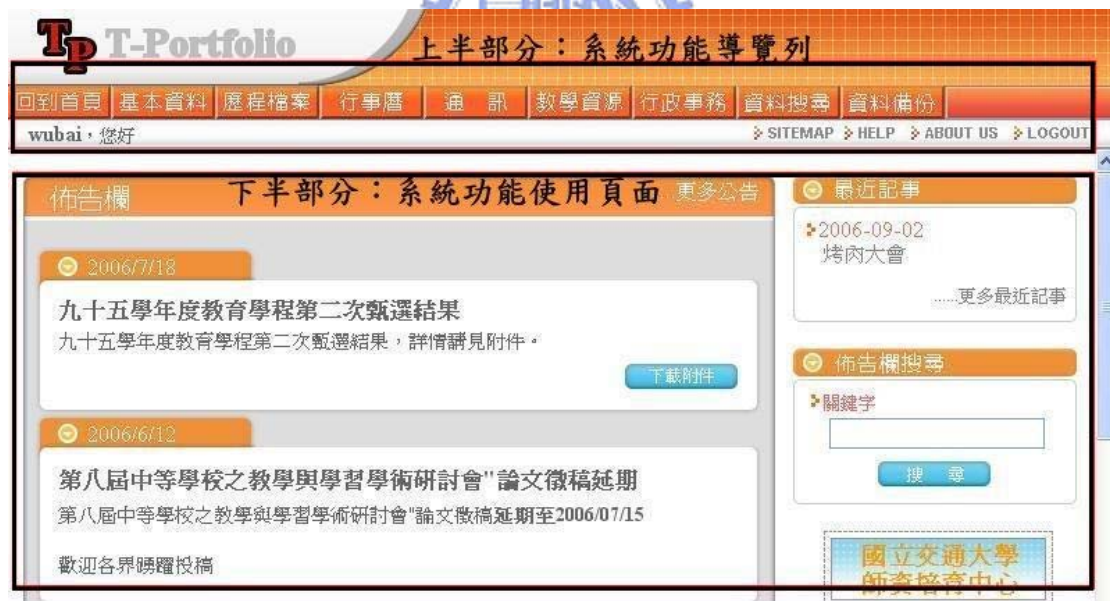 Tp T-Portfolio
上半部分：系統功能導覽列
回到首頁 基本資料 歷程檔案 行事曆 通 訊 教學資源 行政事務 資料搜尋 資料備份
wubai，您好
SITEMAP HELP ABOUT US LOGOUT
佈告欄
下半部分：系統功能使用頁面
更多公告
2006/7/18
九十五學年度教育學程第二次甄選結果
九十五學年度教育學程第二次甄選結果，詳情請見附件。
下載附件
2006/6/12
第八屆中等學校之教學與學習學術研討會"論文徵稿延期
第八屆中等學校之教學與學習學術研討會"論文徵稿延期至2006/07/15
歡迎各界踴躍投稿
最近記事
2006-09-02
烤肉大會
......更多最近記事
佈告欄搜尋
關鍵字
搜 尋
國立交通大學
師資培育中心